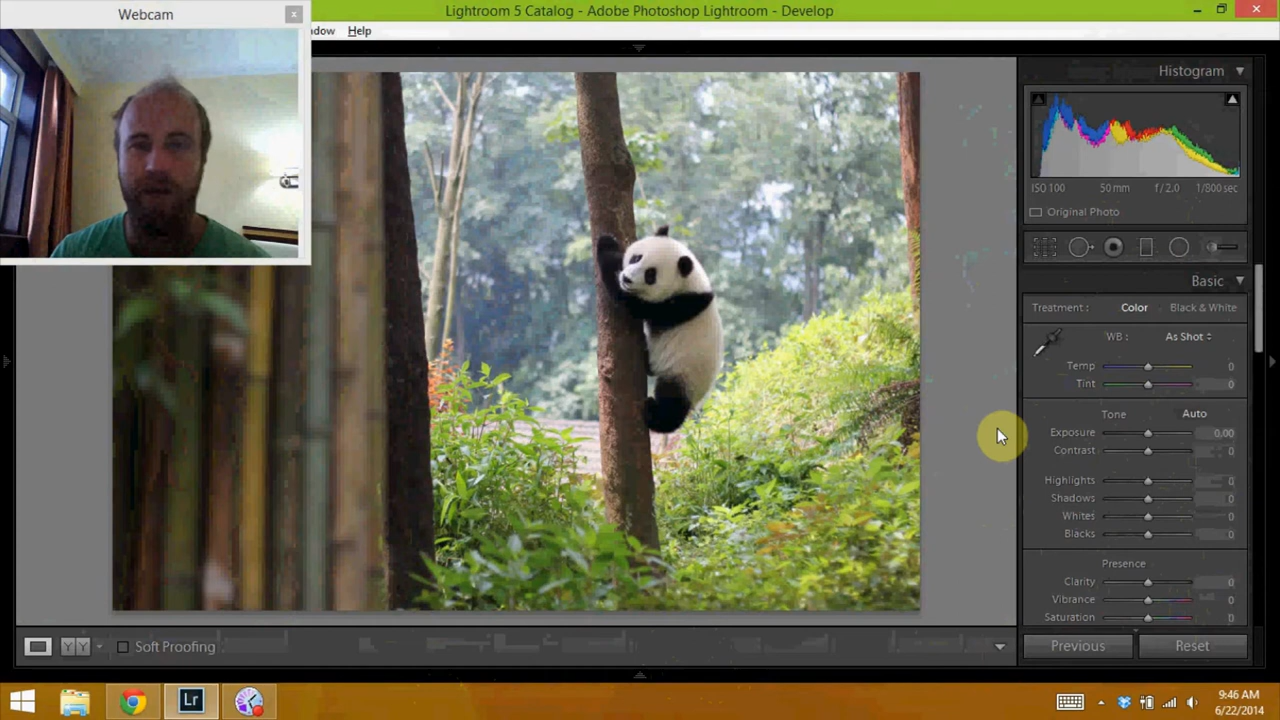 Webcam
Lightroom 5 Catalog - Adobe Photoshop Lightroom - Develop
ndow Help
Histogram
ISO 100 50 mm f / 2.0 1/800 sec
Original Photo
Basic
Treatment : Color Black & White
WB : As Shot
Temp 0
Tint 0
Tone Auto
Exposure 0.00
Contrast 0
Highlights 0
Shadows 0
Whites 0
Blacks 0
Presence
Clarity 0
Vibrance 0
Saturation 0
YY Soft Proofing
Previous Reset
Lr
9:46 AM
6/22/2014